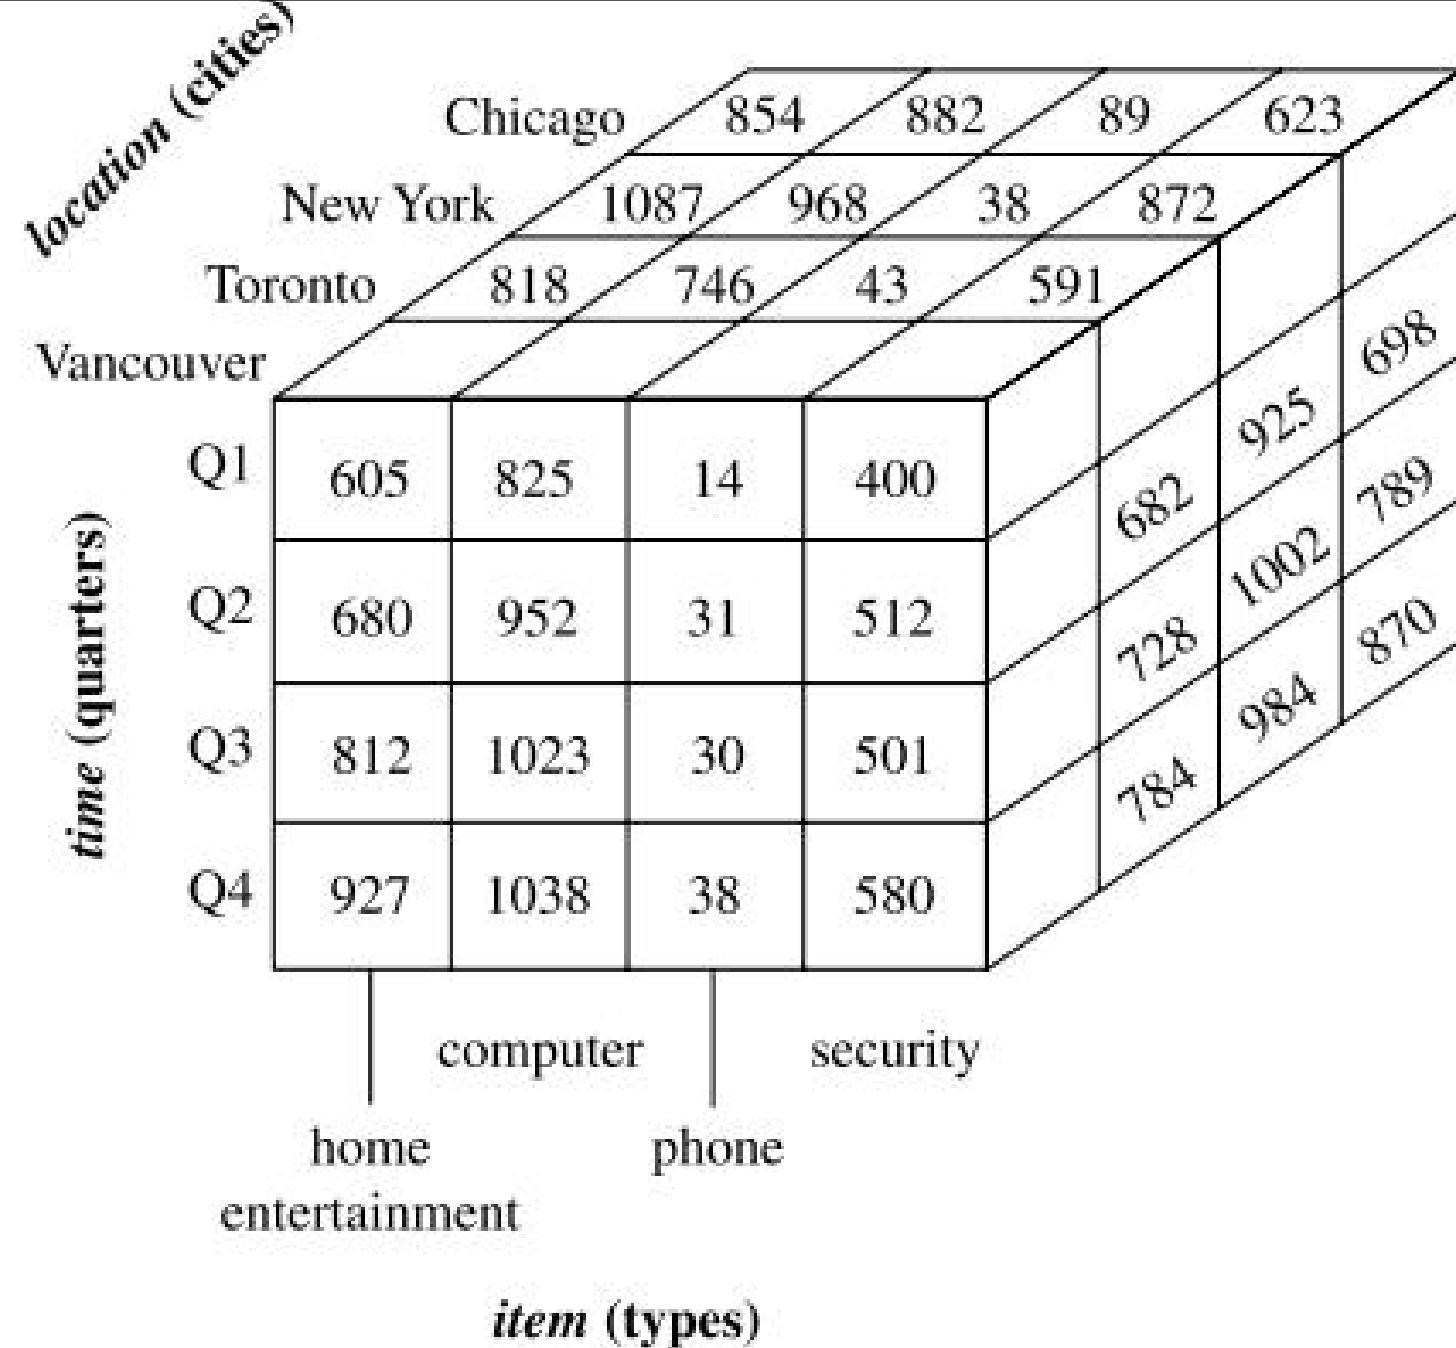 location (cities)
Chicago 854 882 89 623
New York 1087 968 38 872
Toronto 818 746 43 591
Vancouver
Q1 605 825 14 400
Q2 680 952 31 512
Q3 812 1023 30 501
Q4 927 1038 38 580
682 925 698
728 1002 789
784 984 870
time (quarters)
computer security
home phone
entertainment
item (types)